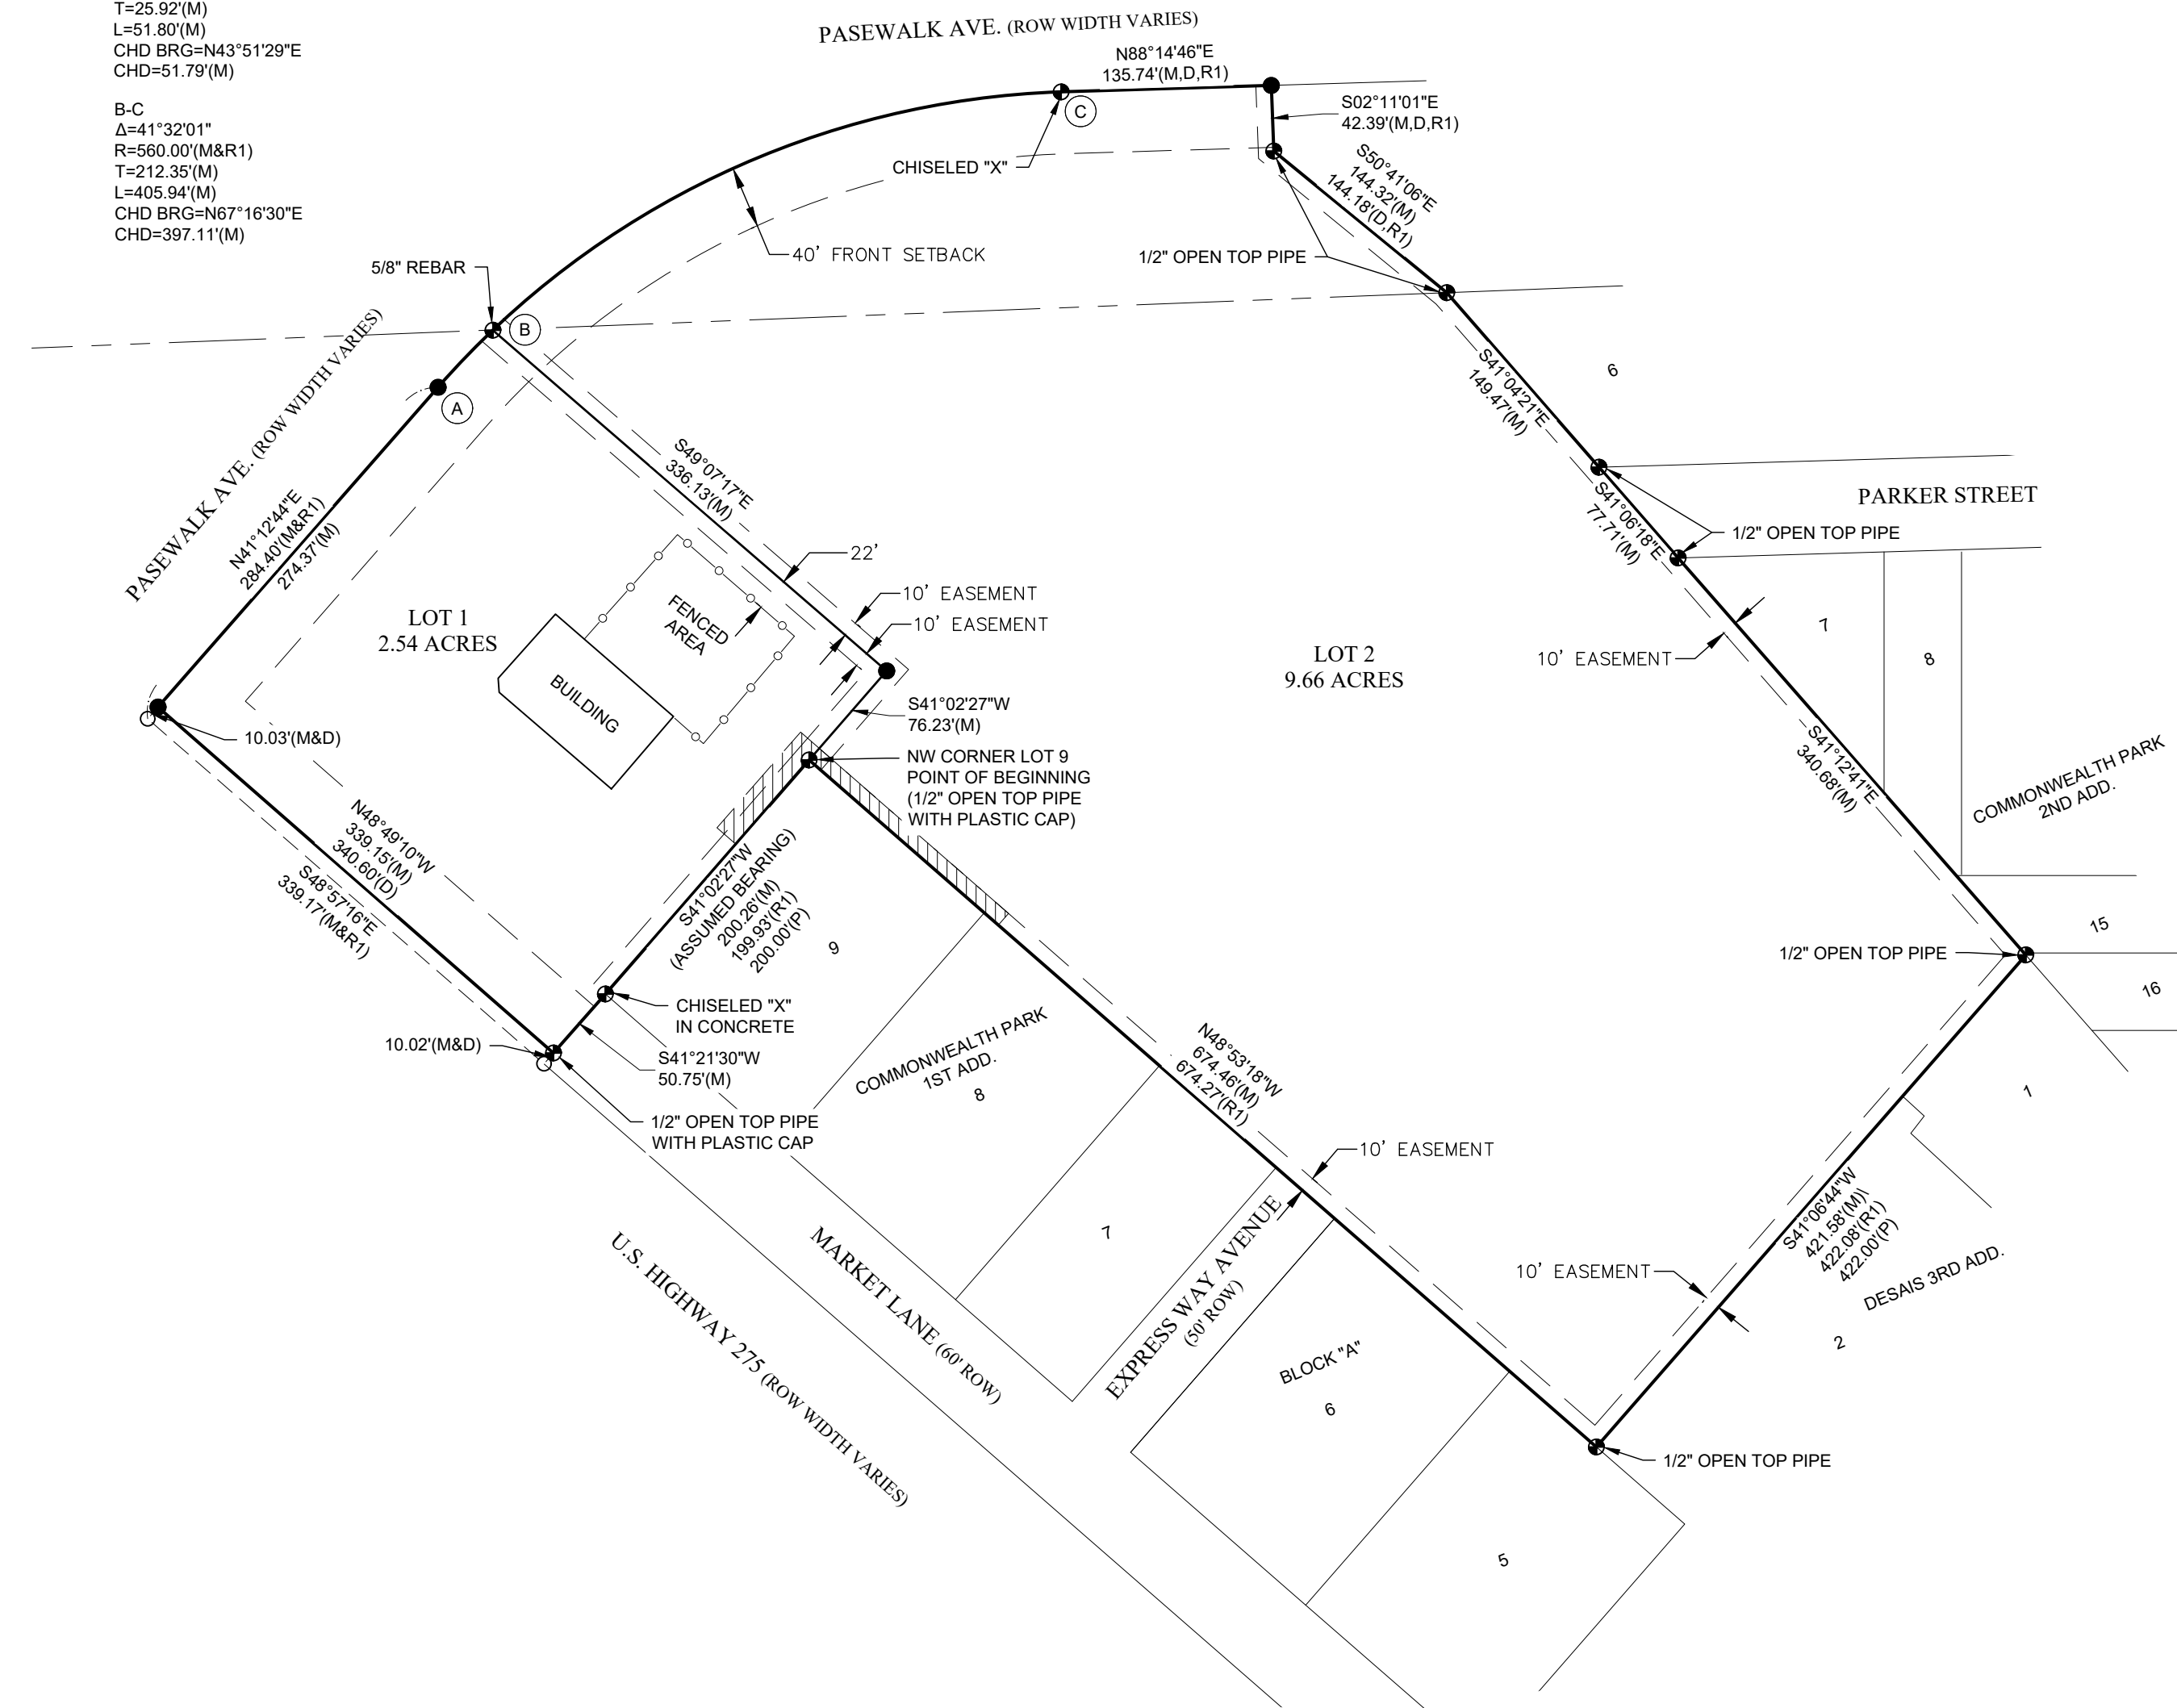 T=25.92'(M)
L=51.80'(M)
CHD BRG=N43°51'29"E
CHD=51.79'(M)
B-C
Δ=41°32'01"
R=560.00'(M&R1)
T=212.35'(M)
L=405.94'(M)
CHD BRG=N67°16'30"E
CHD=397.11'(M)
PASEWALK AVE. (ROW WIDTH VARIES)
N88°14'46"E
135.74'(M,D,R1)
C
CHISELED "X"
S02°11'01"E
42.39'(M,D,R1)
S50°41'06"E
144.32'(M)
144.18'(D,R1)
1/2" OPEN TOP PIPE
40' FRONT SETBACK
5/8" REBAR
B
A
PASEWALK AVE. (ROW WIDTH VARIES)
N41°12'44"E
284.40'(M&R1)
274.37'(M)
S49°07'17"E
336.13'(M)
22'
10' EASEMENT
10' EASEMENT
LOT 1
2.54 ACRES
FENCED
AREA
BUILDING
LOT 2
9.66 ACRES
S41°04'21"E
149.47'(M)
6
S41°06'18"E
77.71'(M)
PARKER STREET
1/2" OPEN TOP PIPE
7
8
10' EASEMENT
S41°12'41"E
340.68'(M)
COMMONWEALTH PARK
2ND ADD.
10.03'(M&D)
S41°02'27"W
76.23'(M)
NW CORNER LOT 9
POINT OF BEGINNING
(1/2" OPEN TOP PIPE
WITH PLASTIC CAP)
N48°49'10"W
339.15'(M)
340.60'(D)
S48°57'16"E
339.17'(M&R1)
S41°02'27"W
(ASSUMED BEARING)
200.26'(M)
199.93'(R1)
200.00'(P)
9
15
16
1/2" OPEN TOP PIPE
CHISELED "X"
IN CONCRETE
10.02'(M&D)
S41°21'30"W
50.75'(M)
1/2" OPEN TOP PIPE
WITH PLASTIC CAP
COMMONWEALTH PARK
1ST ADD.
8
N48°53'18"W
674.46'(M)
674.27'(R1)
10' EASEMENT
1
S41°06'44"W
421.58'(M)\
422.08'(R1)
422.00'(P)
DESAIS 3RD ADD.
2
10' EASEMENT
7
MARKET LANE (60' ROW)
U.S. HIGHWAY 275 (ROW WIDTH VARIES)
EXPRESS WAY AVENUE
(50' ROW)
BLOCK "A"
6
1/2" OPEN TOP PIPE
5